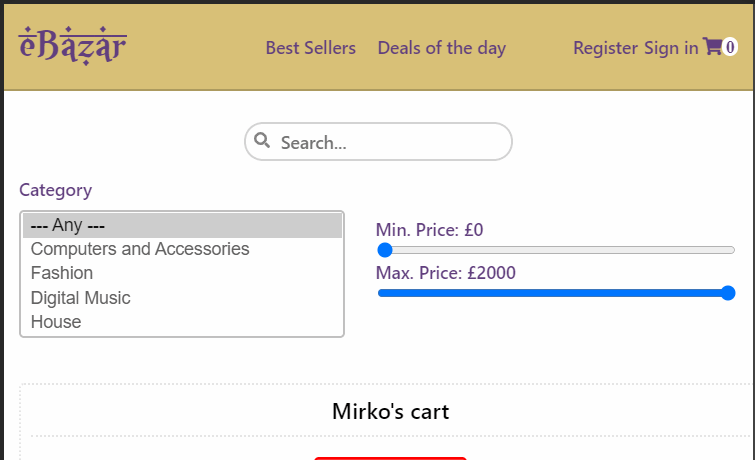 eBazar
Best Sellers Deals of the day Register Sign in 0
Search...
Category
--- Any ---
Computers and Accessories
Fashion
Digital Music
House
Min. Price: £0
Max. Price: £2000
Mirko's cart